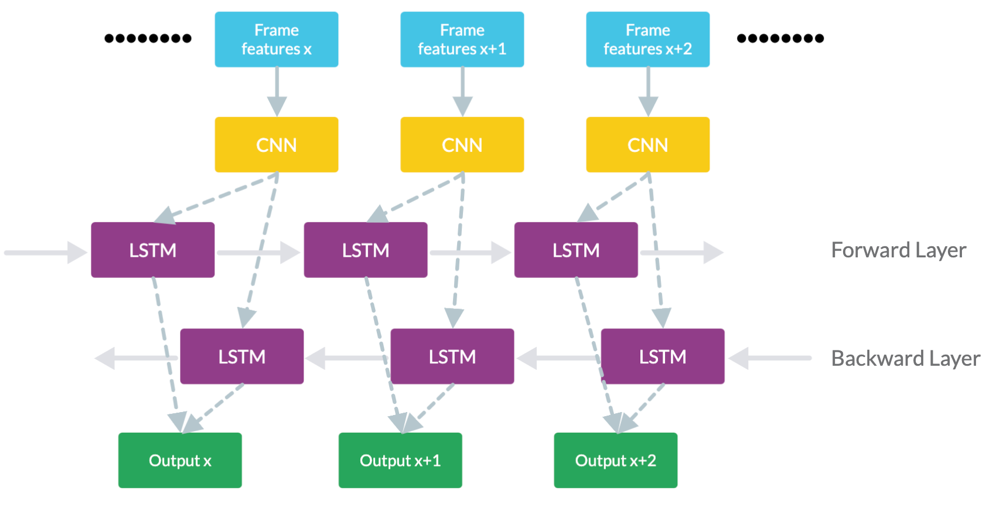 Frame
features x
Frame
features x+1
Frame
features x+2
CNN
CNN
CNN
LSTM
LSTM
LSTM
Forward Layer
LSTM
LSTM
LSTM
Backward Layer
Output x
Output x+1
Output x+2